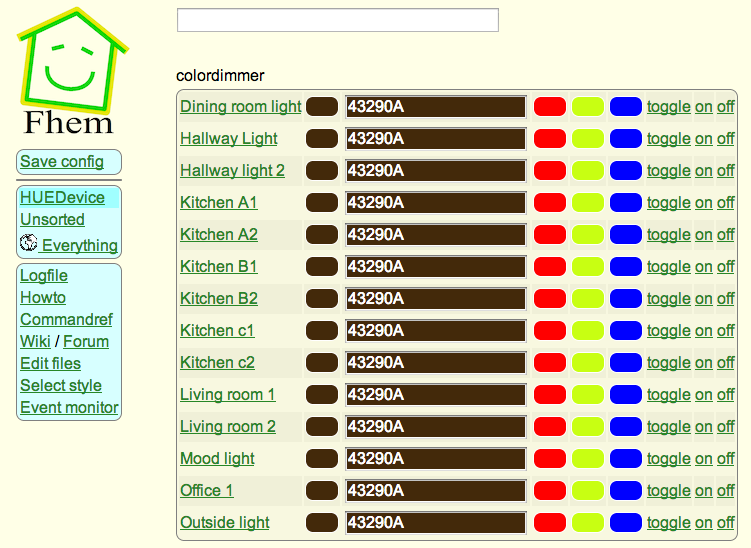 Fhem
Save config
HUEDevice
Unsorted
Everything
Logfile
Howto
Commandref
Wiki / Forum
Edit files
Select style
Event monitor
colordimmer
Dining room light 43290A toggle on off
Hallway Light 43290A toggle on off
Hallway light 2 43290A toggle on off
Kitchen A1 43290A toggle on off
Kitchen A2 43290A toggle on off
Kitchen B1 43290A toggle on off
Kitchen B2 43290A toggle on off
Kitchen c1 43290A toggle on off
Kitchen c2 43290A toggle on off
Living room 1 43290A toggle on off
Living room 2 43290A toggle on off
Mood light 43290A toggle on off
Office 1 43290A toggle on off
Outside light 43290A toggle on off